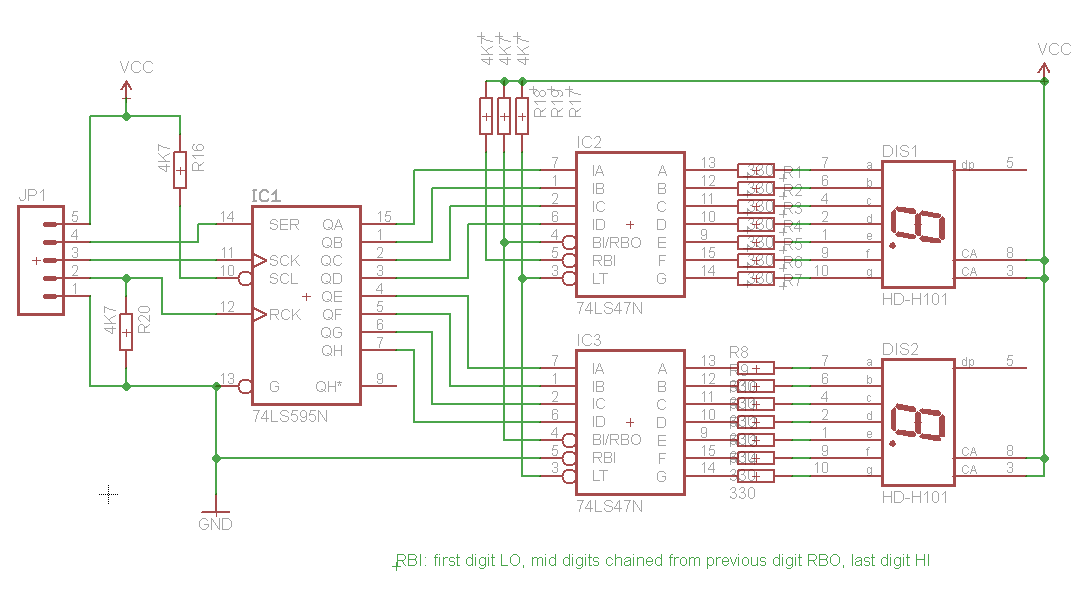 4K7 4K7 4K7
R18 R19 R17
VCC
VCC
4K7 R16
JP1
5
4
3
2
1
4K7 R20
IC1
14 SER QA 15
QB 1
11 SCK QC 2
10 SCL QD 3
QE 4
12 RCK QF 5
QG 6
QH 7
13 G QH* 9
74LS595N
GND
IC2
7 IA A 13
1 IB B 12
2 IC C 11
6 ID D 10
4 BI/RBO E 9
5 RBI F 15
3 LT G 14
74LS47N
330 R1
330 R2
330 R3
330 R4
330 R5
330 R6
330 R7
DIS1
7 a dp 5
6 b
4 c
2 d
1 e
9 f CA 8
10 g CA 3
HD-H101
IC3
7 IA A 13
1 IB B 12
2 IC C 11
6 ID D 10
4 BI/RBO E 9
5 RBI F 15
3 LT G 14
74LS47N
R8
R9
330
330
330
330
330
330
DIS2
7 a dp 5
6 b
4 c
2 d
1 e
9 f CA 8
10 g CA 3
HD-H101
RBI: first digit LO, mid digits chained from previous digit RBO, last digit HI